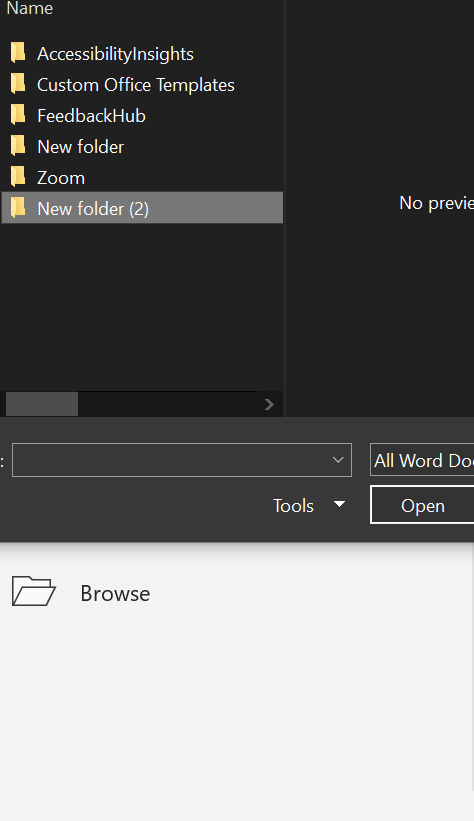 Name
AccessibilityInsights
Custom Office Templates
FeedbackHub
New folder
Zoom
New folder (2)
No previe
:
All Word Do
Tools
Open
Browse